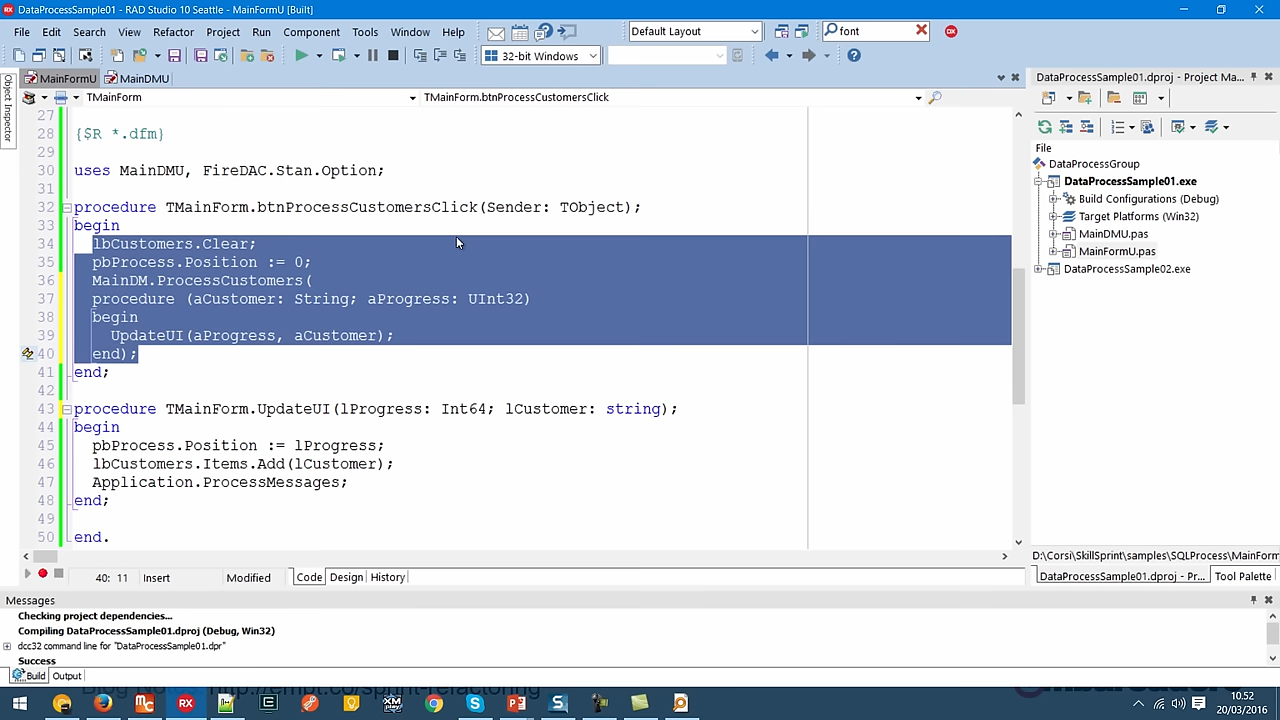 DataProcessSample01 - RAD Studio 10 Seattle - MainFormU [Built]
File Edit Search View Refactor Project Run Component Tools Window Help Default Layout font
32-bit Windows
MainFormU MainDMU
TMainForm TMainForm.btnProcessCustomersClick
Object Inspector
27
28 {$R *.dfm}
29
30 uses MainDMU, FireDAC.Stan.Option;
31
32 procedure TMainForm.btnProcessCustomersClick(Sender: TObject);
33 begin
34 lbCustomers.Clear;
35 pbProcess.Position := 0;
36 MainDM.ProcessCustomers(
37 procedure (aCustomer: String; aProgress: UInt32)
38 begin
39 UpdateUI(aProgress, aCustomer);
40 end);
41 end;
42
43 procedure TMainForm.UpdateUI(lProgress: Int64; lCustomer: string);
44 begin
45 pbProcess.Position := lProgress;
46 lbCustomers.Items.Add(lCustomer);
47 Application.ProcessMessages;
48 end;
49
50 end.
40: 11 Insert Modified Code Design History
DataProcessSample01.dproj - Project Ma...
File
DataProcessGroup
DataProcessSample01.exe
Build Configurations (Debug)
Target Platforms (Win32)
MainDMU.pas
MainFormU.pas
DataProcessSample02.exe
D:\Corsi\SkillSprint\samples\SQLProcess\MainForm
DataProcessSample01.dproj - Pr... Tool Palette
Messages
Checking project dependencies...
Compiling DataProcessSample01.dproj (Debug, Win32)
dcc32 command line for "DataProcessSample01.dpr"
Success
Build Output
10.52
20/03/2016